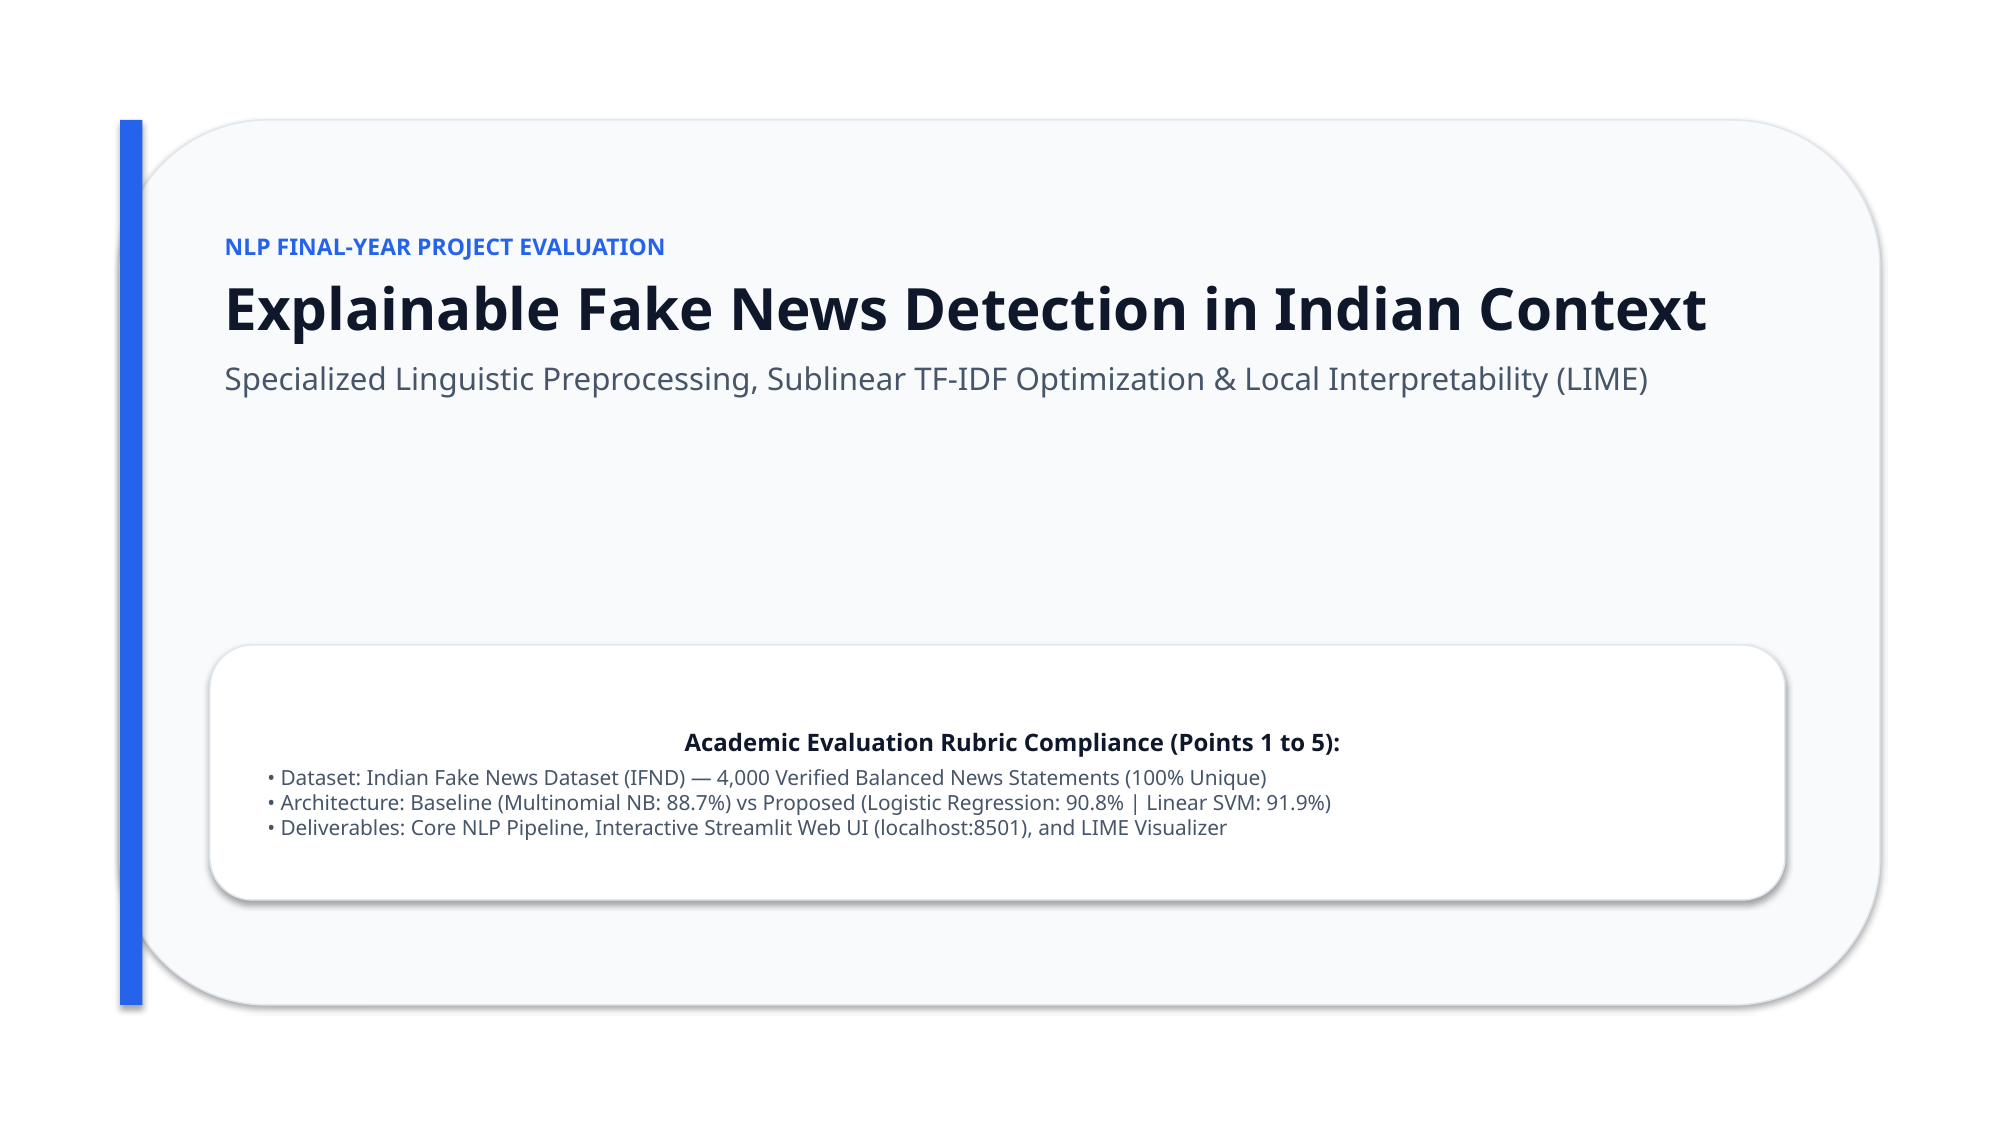 NLP FINAL-YEAR PROJECT EVALUATION
Explainable Fake News Detection in Indian Context
Specialized Linguistic Preprocessing, Sublinear TF-IDF Optimization & Local Interpretability (LIME)
Academic Evaluation Rubric Compliance (Points 1 to 5):
• Dataset: Indian Fake News Dataset (IFND) — 4,000 Verified Balanced News Statements (100% Unique)
• Architecture: Baseline (Multinomial NB: 88.7%) vs Proposed (Logistic Regression: 90.8% | Linear SVM: 91.9%)
• Deliverables: Core NLP Pipeline, Interactive Streamlit Web UI (localhost:8501), and LIME Visualizer